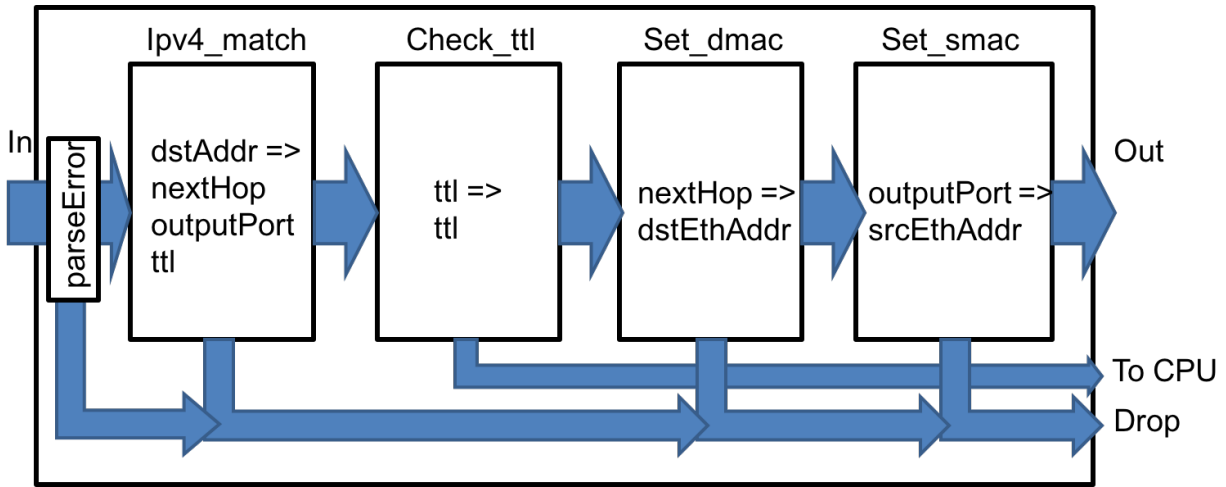 Ipv4_match
Check_ttl
Set_dmac
Set_smac
In
parseError
dstAddr =>
nextHop
outputPort
ttl
ttl =>
ttl
nextHop =>
dstEthAddr
outputPort =>
srcEthAddr
Out
To CPU
Drop